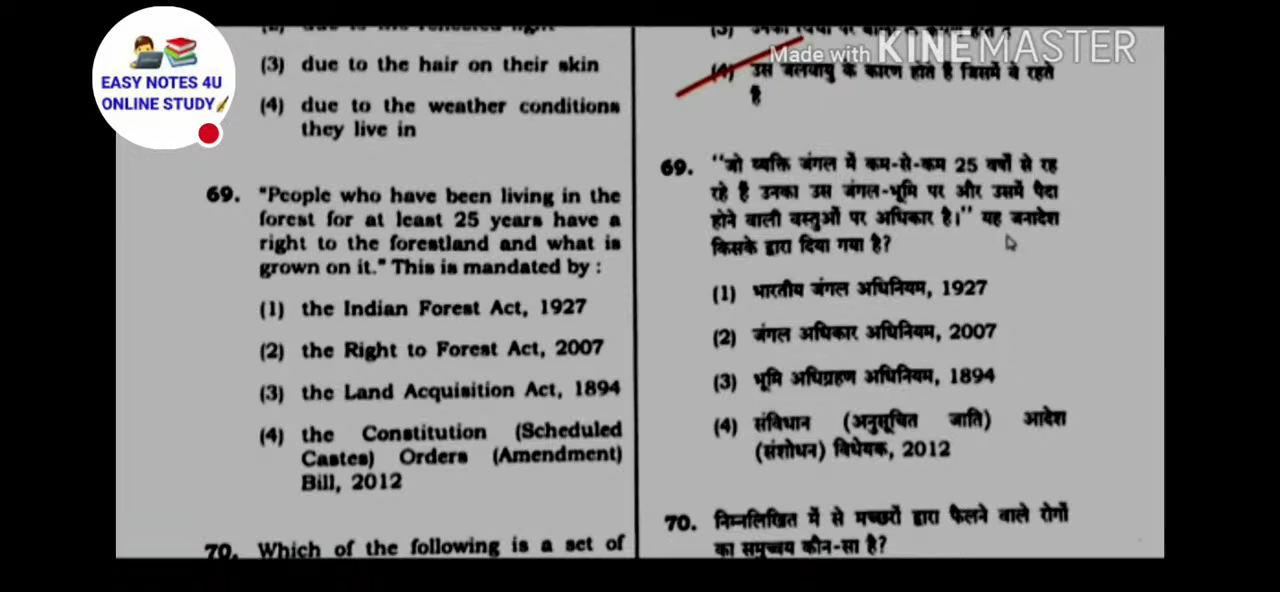 EASY NOTES 4U
ONLINE STUDY
Made with KINEMASTER
(3) due to the hair on their skin
(4) due to the weather conditions
they live in
69. "People who have been living in the
forest for at least 25 years have a
right to the forestland and what is
grown on it." This is mandated by :
(1) the Indian Forest Act, 1927
(2) the Right to Forest Act, 2007
(3) the Land Acquisition Act, 1894
(4) the Constitution (Scheduled
Castes) Orders (Amendment)
Bill, 2012
70. Which of the following is a set of
(4) उस जलवायु के कारण होते हैं जिसमें वे रहते
हैं
69. "जो व्यक्ति जंगल में कम-से-कम 25 वर्षों से रह
रहे हैं उनका उस जंगल-भूमि पर और उसमें पैदा
होने वाली वस्तुओं पर अधिकार है।" यह जनादेश
किसके द्वारा दिया गया है?
(1) भारतीय जंगल अधिनियम, 1927
(2) जंगल अधिकार अधिनियम, 2007
(3) भूमि अधिग्रहण अधिनियम, 1894
(4) संविधान (अनुसूचित जाति) आदेश
(संशोधन) विधेयक, 2012
70. निम्नलिखित में से मच्छरों द्वारा फैलने वाले रोगों
का समुच्चय कौन-सा है?